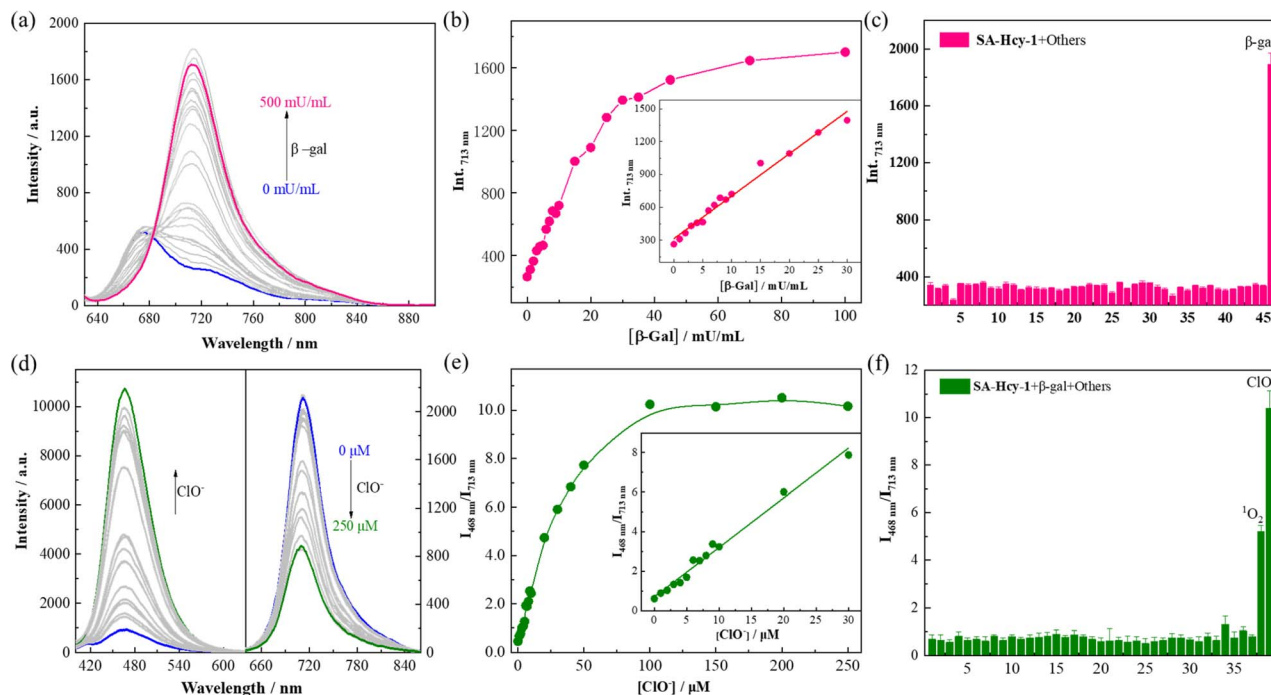 (a)
2000
1600
1200
800
400
0
Intensity / a.u.
500 mU/mL
β –gal
0 mU/mL
640 680 720 760 800 840 880
Wavelength / nm
(b)
1600
1200
800
400
Int. 713 nm
0 20 40 60 80 100
[β-Gal] / mU/mL
1500
1200
900
600
300
Int. 713 nm
0 5 10 15 20 25 30
[β-Gal] / mU/mL
(c)
SA-Hcy-1+Others
β-ga
2000
1600
1200
800
400
Int. 713 nm
5 10 15 20 25 30 35 40 45
(d)
10000
8000
6000
4000
2000
0
Intensity / a.u.
ClO⁻
0 μM
ClO⁻
250 μM
2000
1600
1200
800
400
400 460 540 600 660 720 780 840
Wavelength / nm
(e)
10.0
8.0
6.0
4.0
2.0
0.0
I468 nm/I713 nm
0 50 100 150 200 250
[ClO⁻] / μM
8
6
4
2
0
I468 nm/I713 nm
0 5 10 15 20 25 30
[ClO⁻] / μM
(f)
SA-Hcy-1+β-gal+Others
ClO
¹O₂
12
10
8
6
4
2
0
I468 nm/I713 nm
5 10 15 20 25 30 35